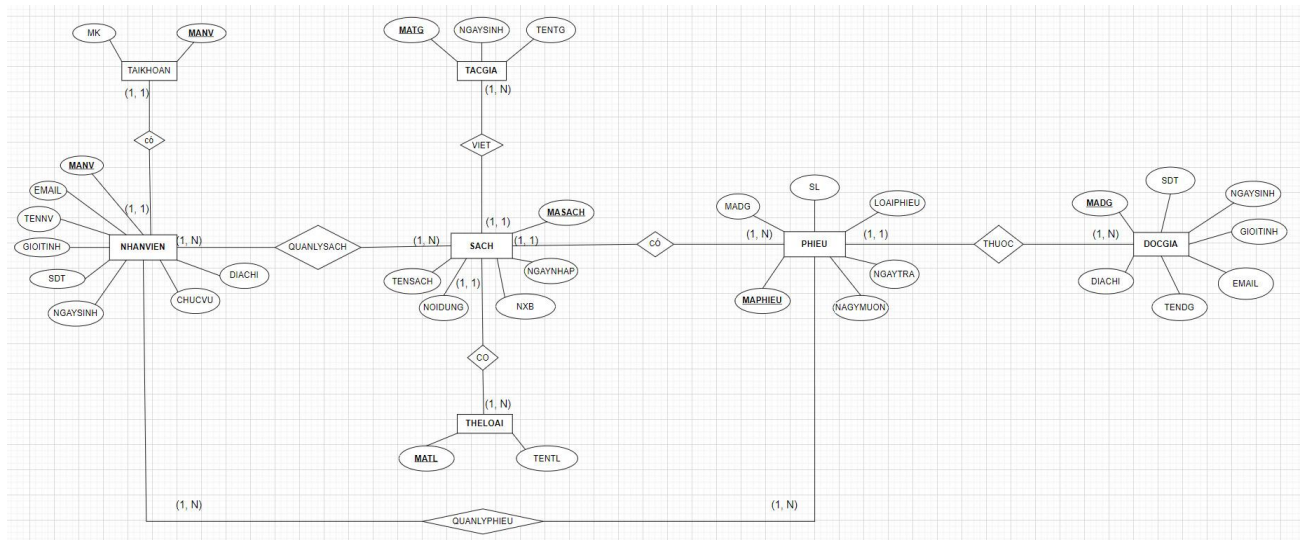 MK
MANV
TAIKHOAN
(1, 1)
có
MATG
NGAYSINH
TENTG
TACGIA
(1, N)
VIET
MANV
EMAIL
TENNV
GIOITINH
SDT
NGAYSINH
CHUCVU
DIACHI
(1, 1)
NHANVIEN
(1, N)
QUANLYSACH
(1, N)
(1, 1)
SACH
(1, 1)
MASACH
TENSACH
(1, 1)
NOIDUNG
NXB
NGAYNHAP
CO
(1, N)
THELOAI
MATL
TENTL
CÓ
MADG
SL
LOAIPHIEU
(1, N)
PHIEU
(1, 1)
NGAYTRA
MAPHIEU
NAGYMUON
THUOC
MADG
SDT
NGAYSINH
(1, N)
DOCGIA
GIOITINH
DIACHI
TENDG
EMAIL
(1, N)
QUANLYPHIEU
(1, N)